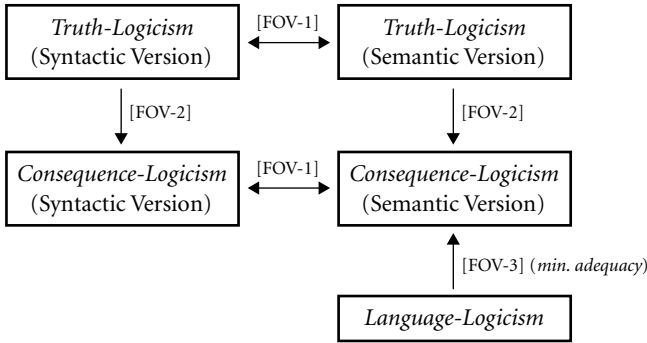 Truth-Logicism
(Syntactic Version)
[FOV-1]
Truth-Logicism
(Semantic Version)
[FOV-2]
[FOV-2]
Consequence-Logicism
(Syntactic Version)
[FOV-1]
Consequence-Logicism
(Semantic Version)
[FOV-3] (min. adequacy)
Language-Logicism